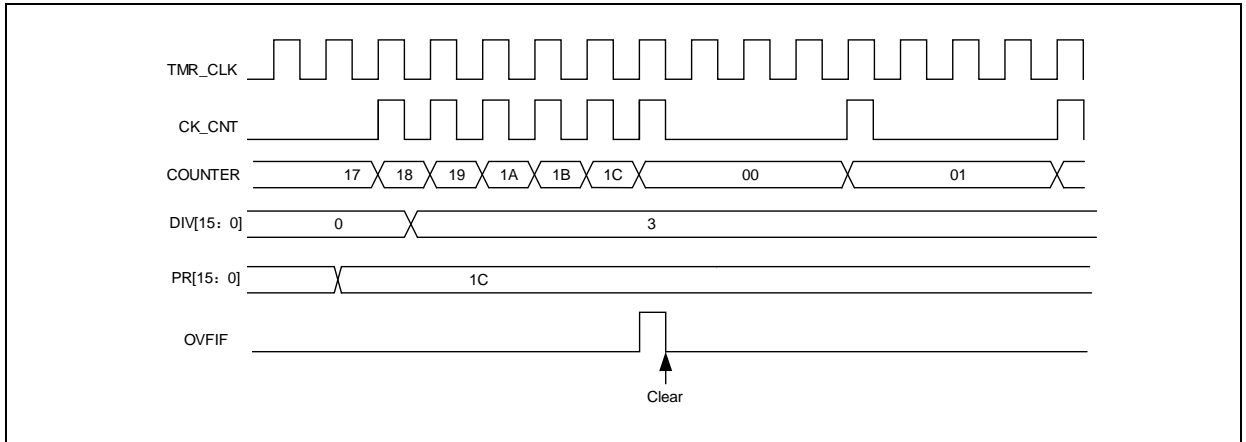 TMR_CLK
CK_CNT
COUNTER 17 18 19 1A 1B 1C 00 01
DIV[15：0] 0 3
PR[15：0] 1C
OVFIF
Clear